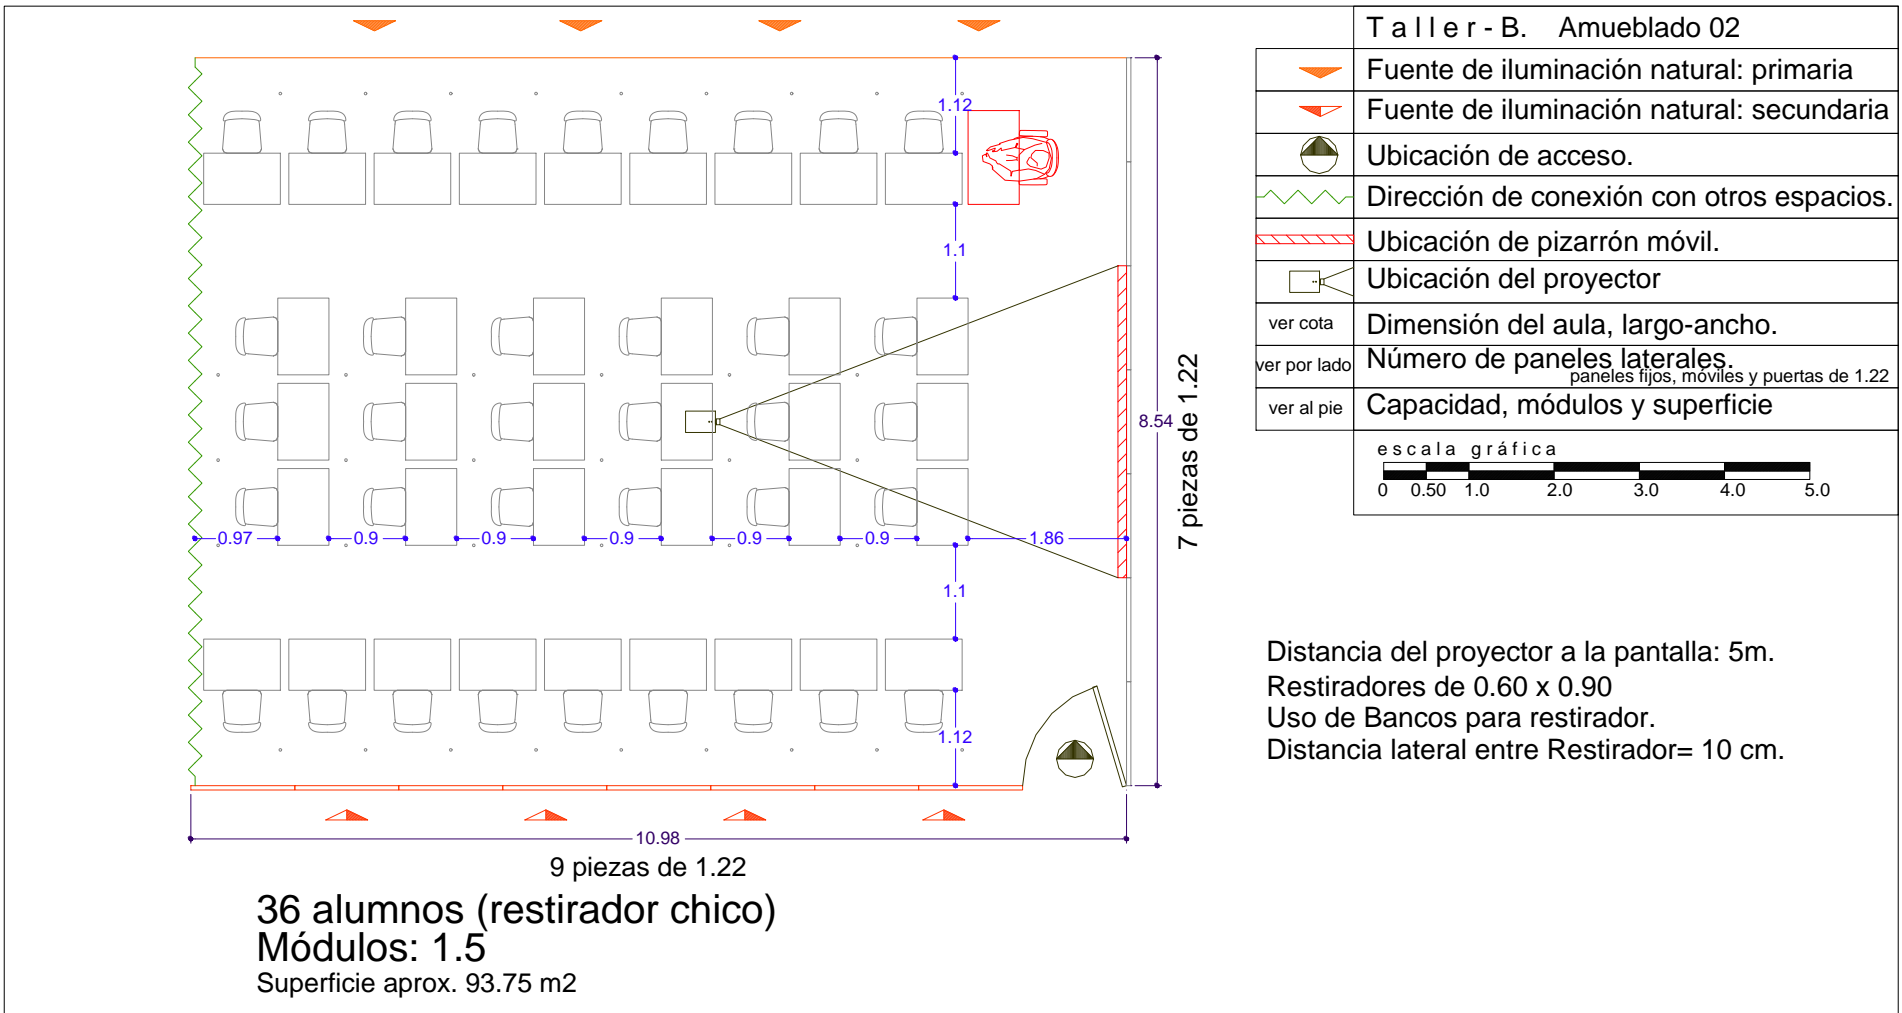 T a l l e r - B. Amueblado 02
Fuente de iluminación natural: primaria
Fuente de iluminación natural: secundaria
Ubicación de acceso.
Dirección de conexión con otros espacios.
Ubicación de pizarrón móvil.
Ubicación del proyector
ver cota Dimensión del aula, largo-ancho.
ver por lado Número de paneles laterales.
paneles fijos, móviles y puertas de 1.22
ver al pie Capacidad, módulos y superficie
e s c a l a g r á f i c a
0 0.50 1.0 2.0 3.0 4.0 5.0
1.12
1.1
8.54
7 piezas de 1.22
0.97 0.9 0.9 0.9 0.9 0.9 1.86
1.1
1.12
10.98
9 piezas de 1.22
Distancia del proyector a la pantalla: 5m.
Restiradores de 0.60 x 0.90
Uso de Bancos para restirador.
Distancia lateral entre Restirador= 10 cm.
36 alumnos (restirador chico)
Módulos: 1.5
Superficie aprox. 93.75 m2